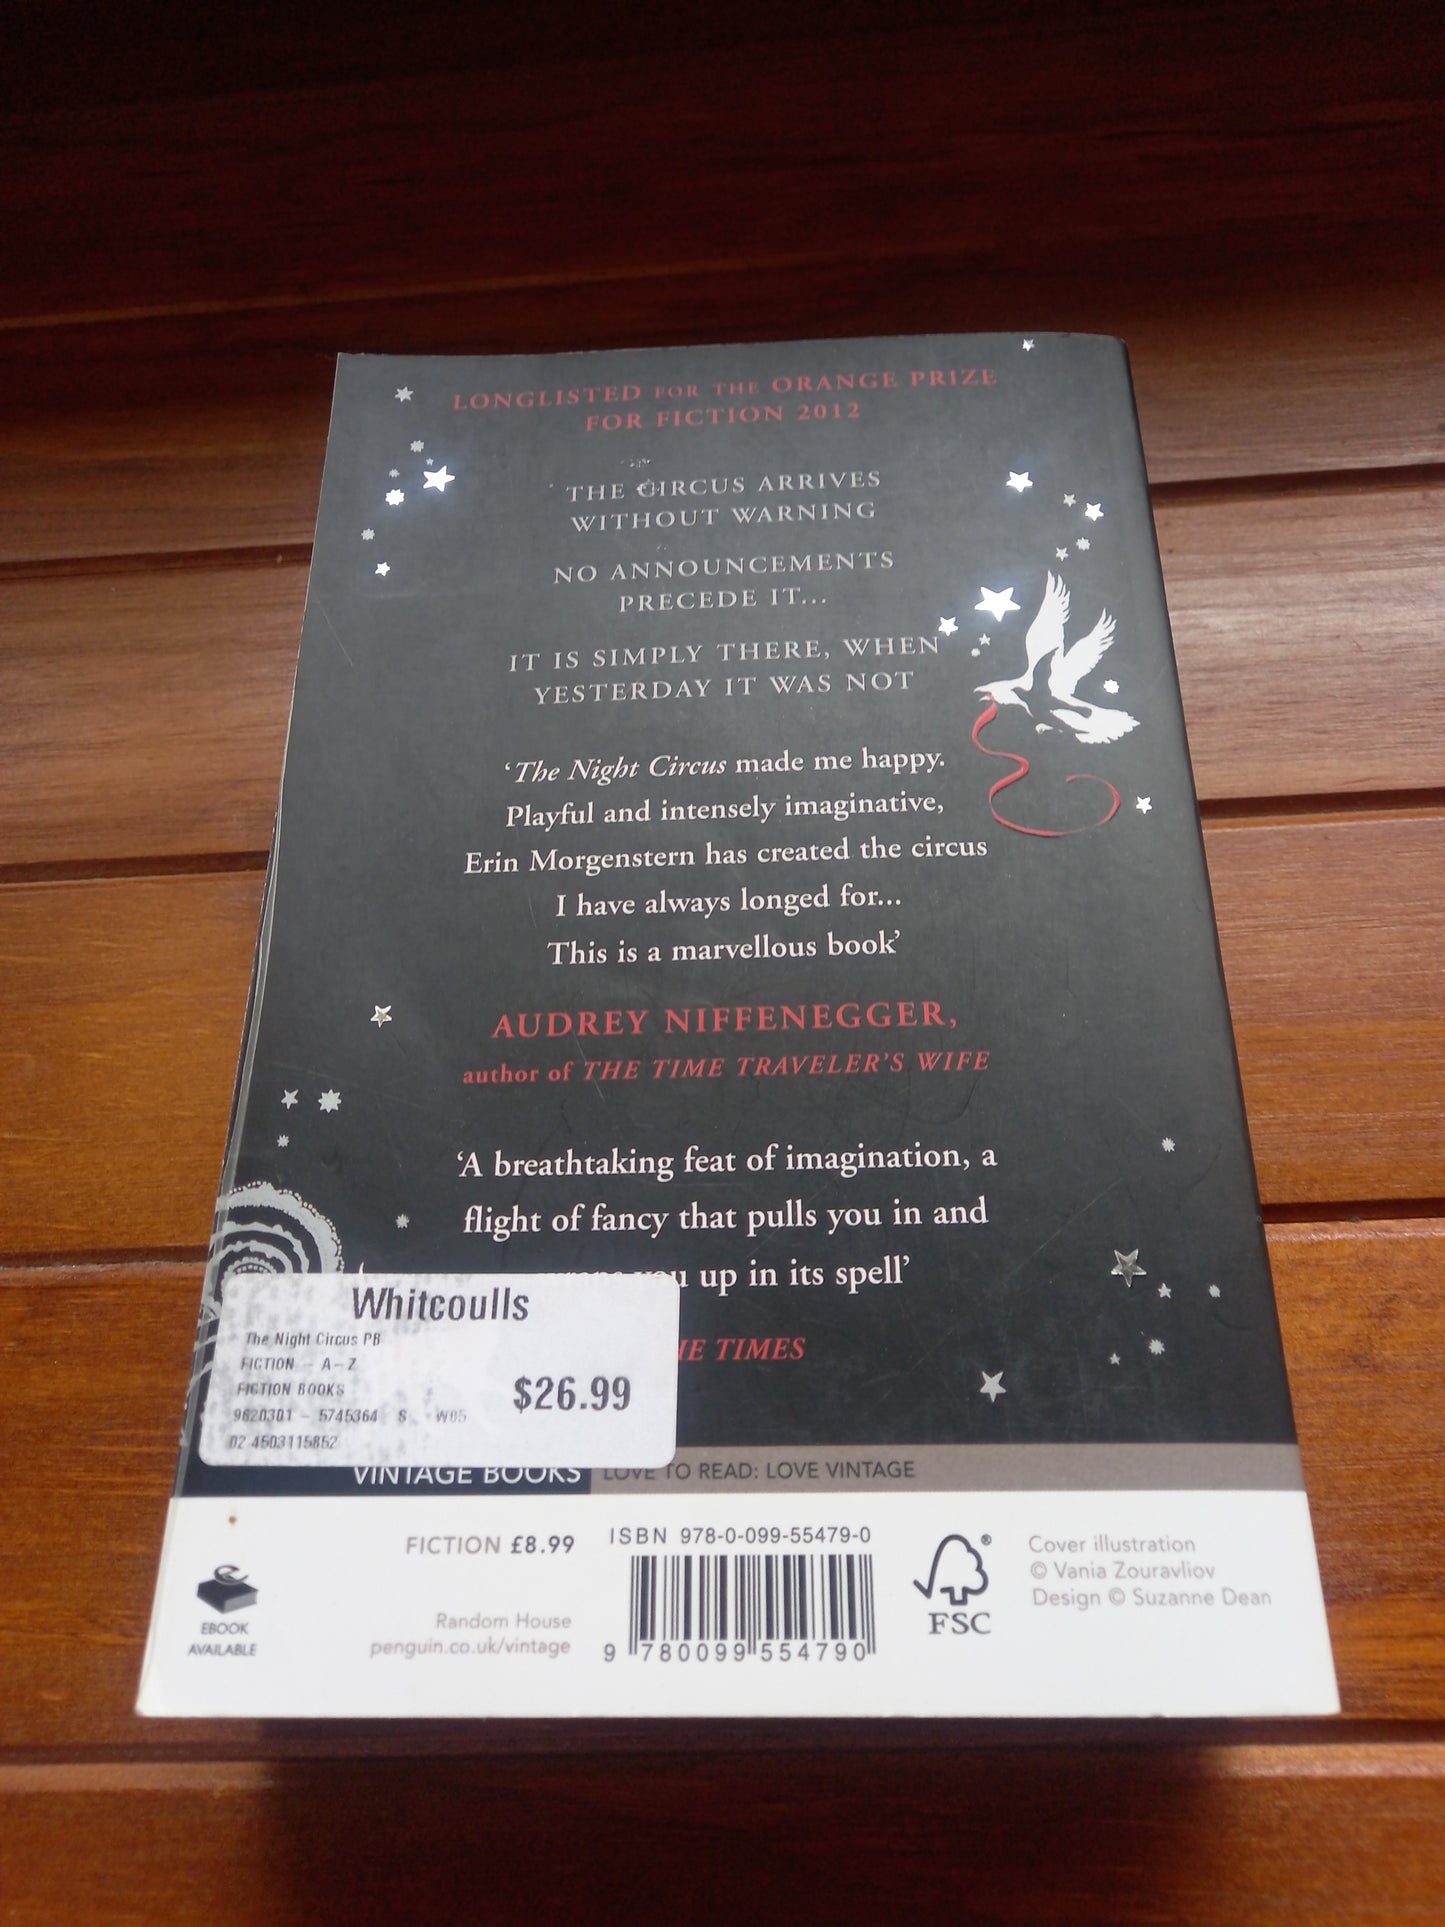 LONGLISTED FOR THE ORANGE PRIZE
FOR FICTION 2012
THE CIRCUS ARRIVES
WITHOUT WARNING
NO ANNOUNCEMENTS
PRECEDE IT...
IT IS SIMPLY THERE, WHEN
YESTERDAY IT WAS NOT
‘The Night Circus made me happy.
Playful and intensely imaginative,
Erin Morgenstern has created the circus
I have always longed for...
This is a marvellous book’
AUDREY NIFFENEGGER,
author of THE TIME TRAVELER'S WIFE
‘A breathtaking feat of imagination, a
flight of fancy that pulls you in and
wraps you up in its spell’
TIMES
Whitcoulls
The Night Circus PB
FICTION - A-Z
FICTION BOOKS
$26.99
9620301 - 5745364 S W05
02 4503115852
VINTAGE BOOKS
LOVE TO READ: LOVE VINTAGE
FICTION £8.99
ISBN 978-0-099-55479-0
Cover illustration
© Vania Zouravliov
Design © Suzanne Dean
EBOOK
AVAILABLE
Random House
penguin.co.uk/vintage
9 780099 554790
FSC
®